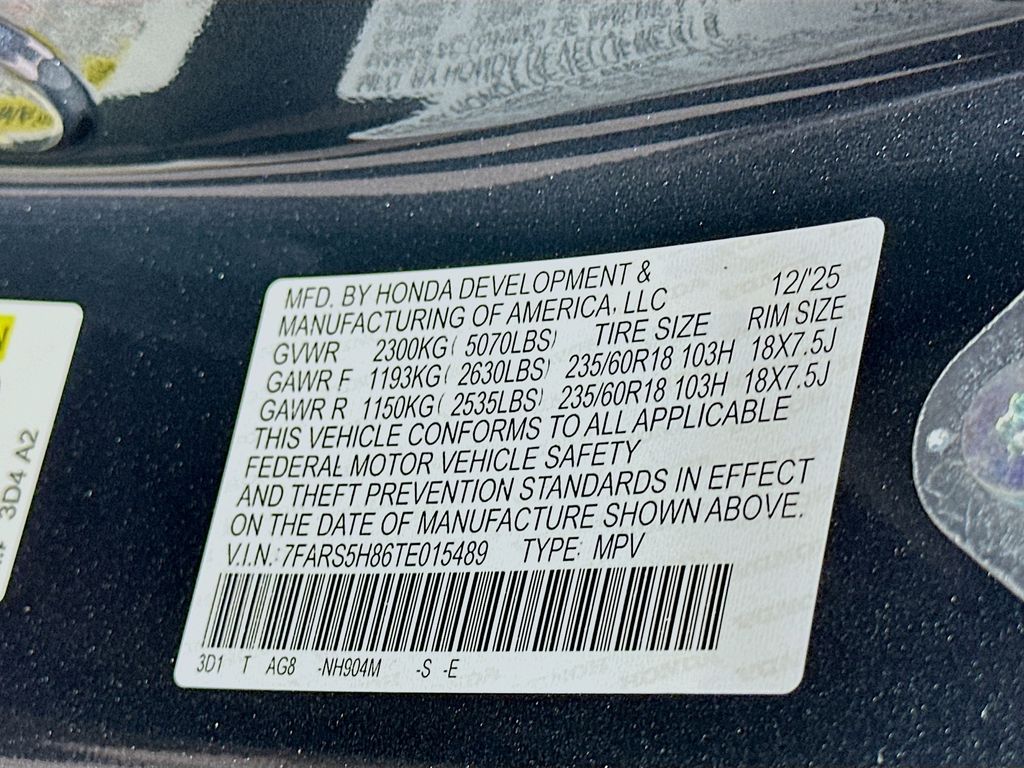 MFD. BY HONDA DEVELOPMENT & 12/'25
MANUFACTURING OF AMERICA, LLC
GVWR 2300KG( 5070LBS) TIRE SIZE RIM SIZE
GAWR F 1193KG( 2630LBS) 235/60R18 103H 18X7.5J
GAWR R 1150KG( 2535LBS) 235/60R18 103H 18X7.5J
THIS VEHICLE CONFORMS TO ALL APPLICABLE
FEDERAL MOTOR VEHICLE SAFETY
AND THEFT PREVENTION STANDARDS IN EFFECT
ON THE DATE OF MANUFACTURE SHOWN ABOVE.
V.I.N.: 7FARS5H86TE015489 TYPE: MPV
3D1 T AG8 -NH904M -S -E
3D4 A2